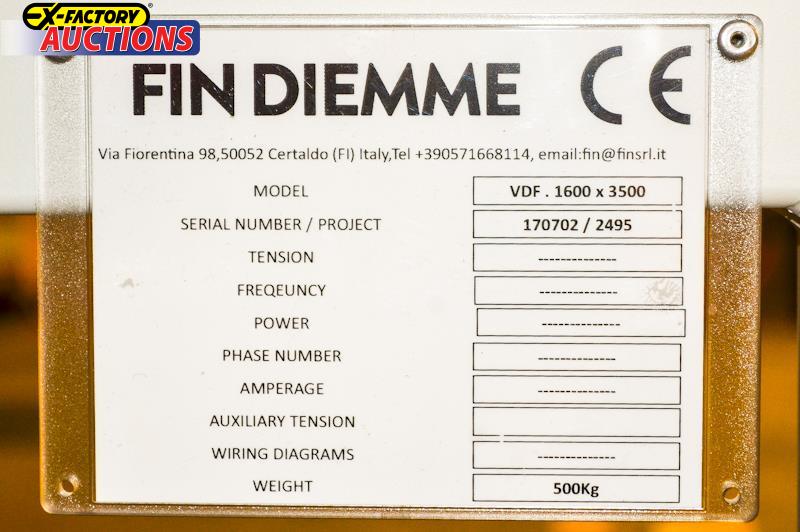 EX-FACTORY
AUCTIONS
FIN DIEMME CE
Via Fiorentina 98,50052 Certaldo (FI) Italy,Tel +390571668114, email:fin@finsrl.it
MODEL VDF . 1600 x 3500
SERIAL NUMBER / PROJECT 170702 / 2495
TENSION --------------
FREQEUNCY --------------
POWER --------------
PHASE NUMBER --------------
AMPERAGE --------------
AUXILIARY TENSION
WIRING DIAGRAMS --------------
WEIGHT 500Kg